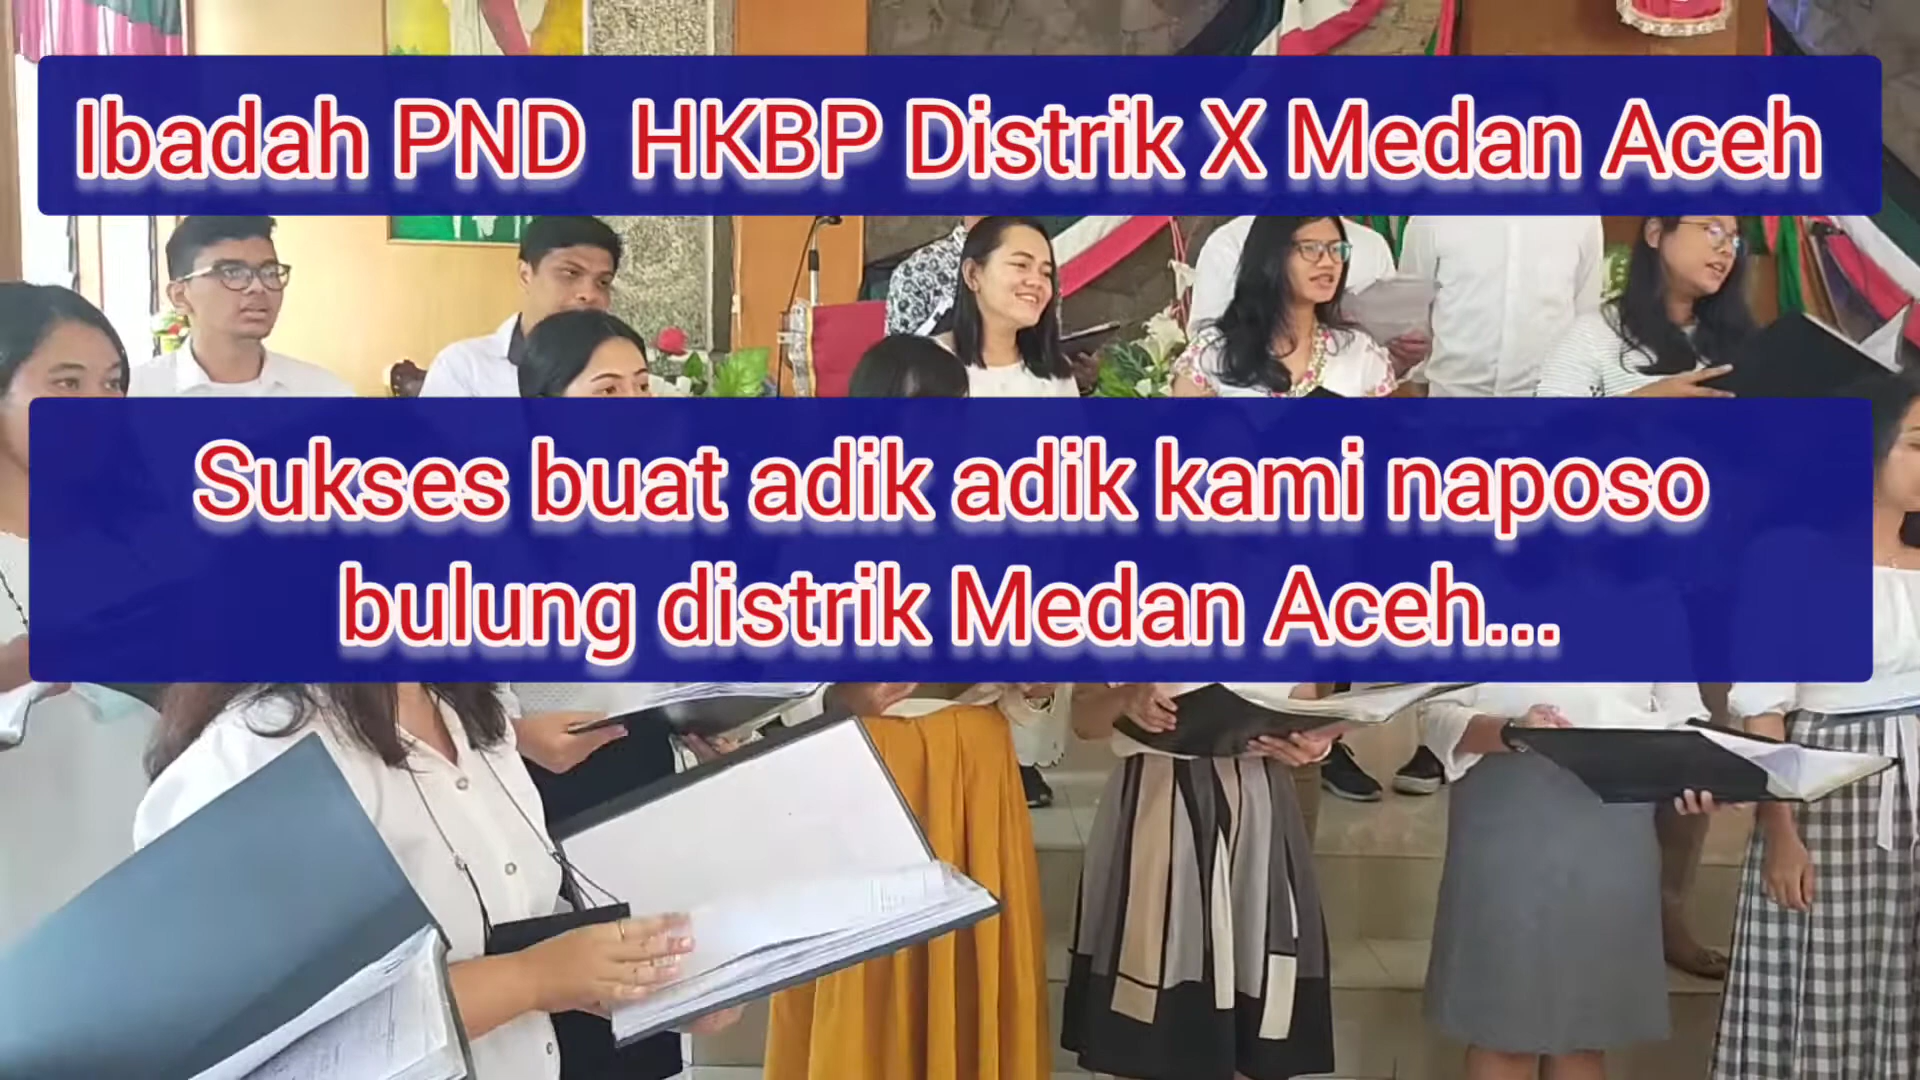 Ibadah PND  HKBP Distrik X Medan Aceh
Sukses buat adik adik kami naposo
bulung distrik Medan Aceh...